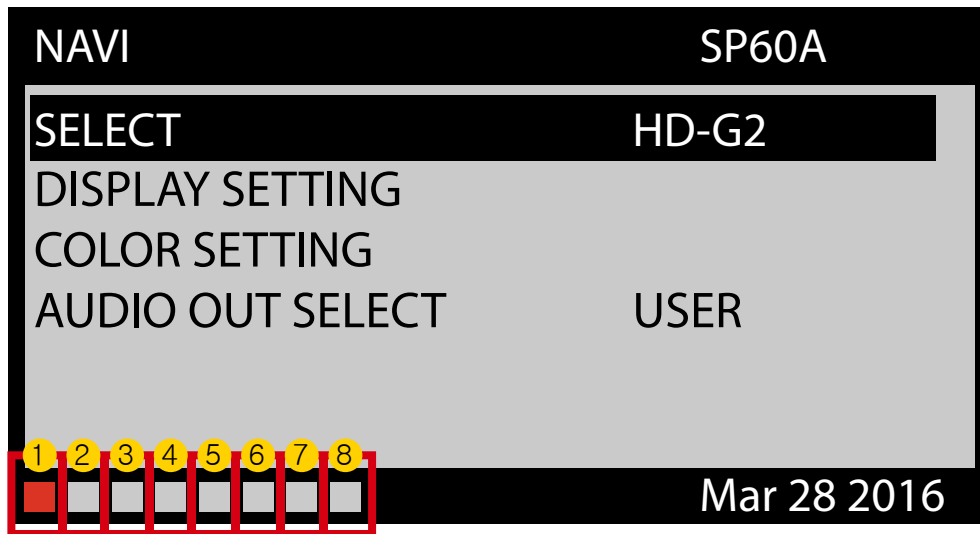 NAVI SP60A
SELECT HD-G2
DISPLAY SETTING
COLOR SETTING
AUDIO OUT SELECT USER
1 2 3 4 5 6 7 8
Mar 28 2016